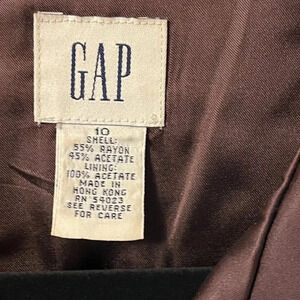 GAP
10
SHELL:
55% RAYON
45% ACETATE
LINING:
100% ACETATE
MADE IN
HONG KONG
RN 54023
SEE REVERSE
FOR CARE